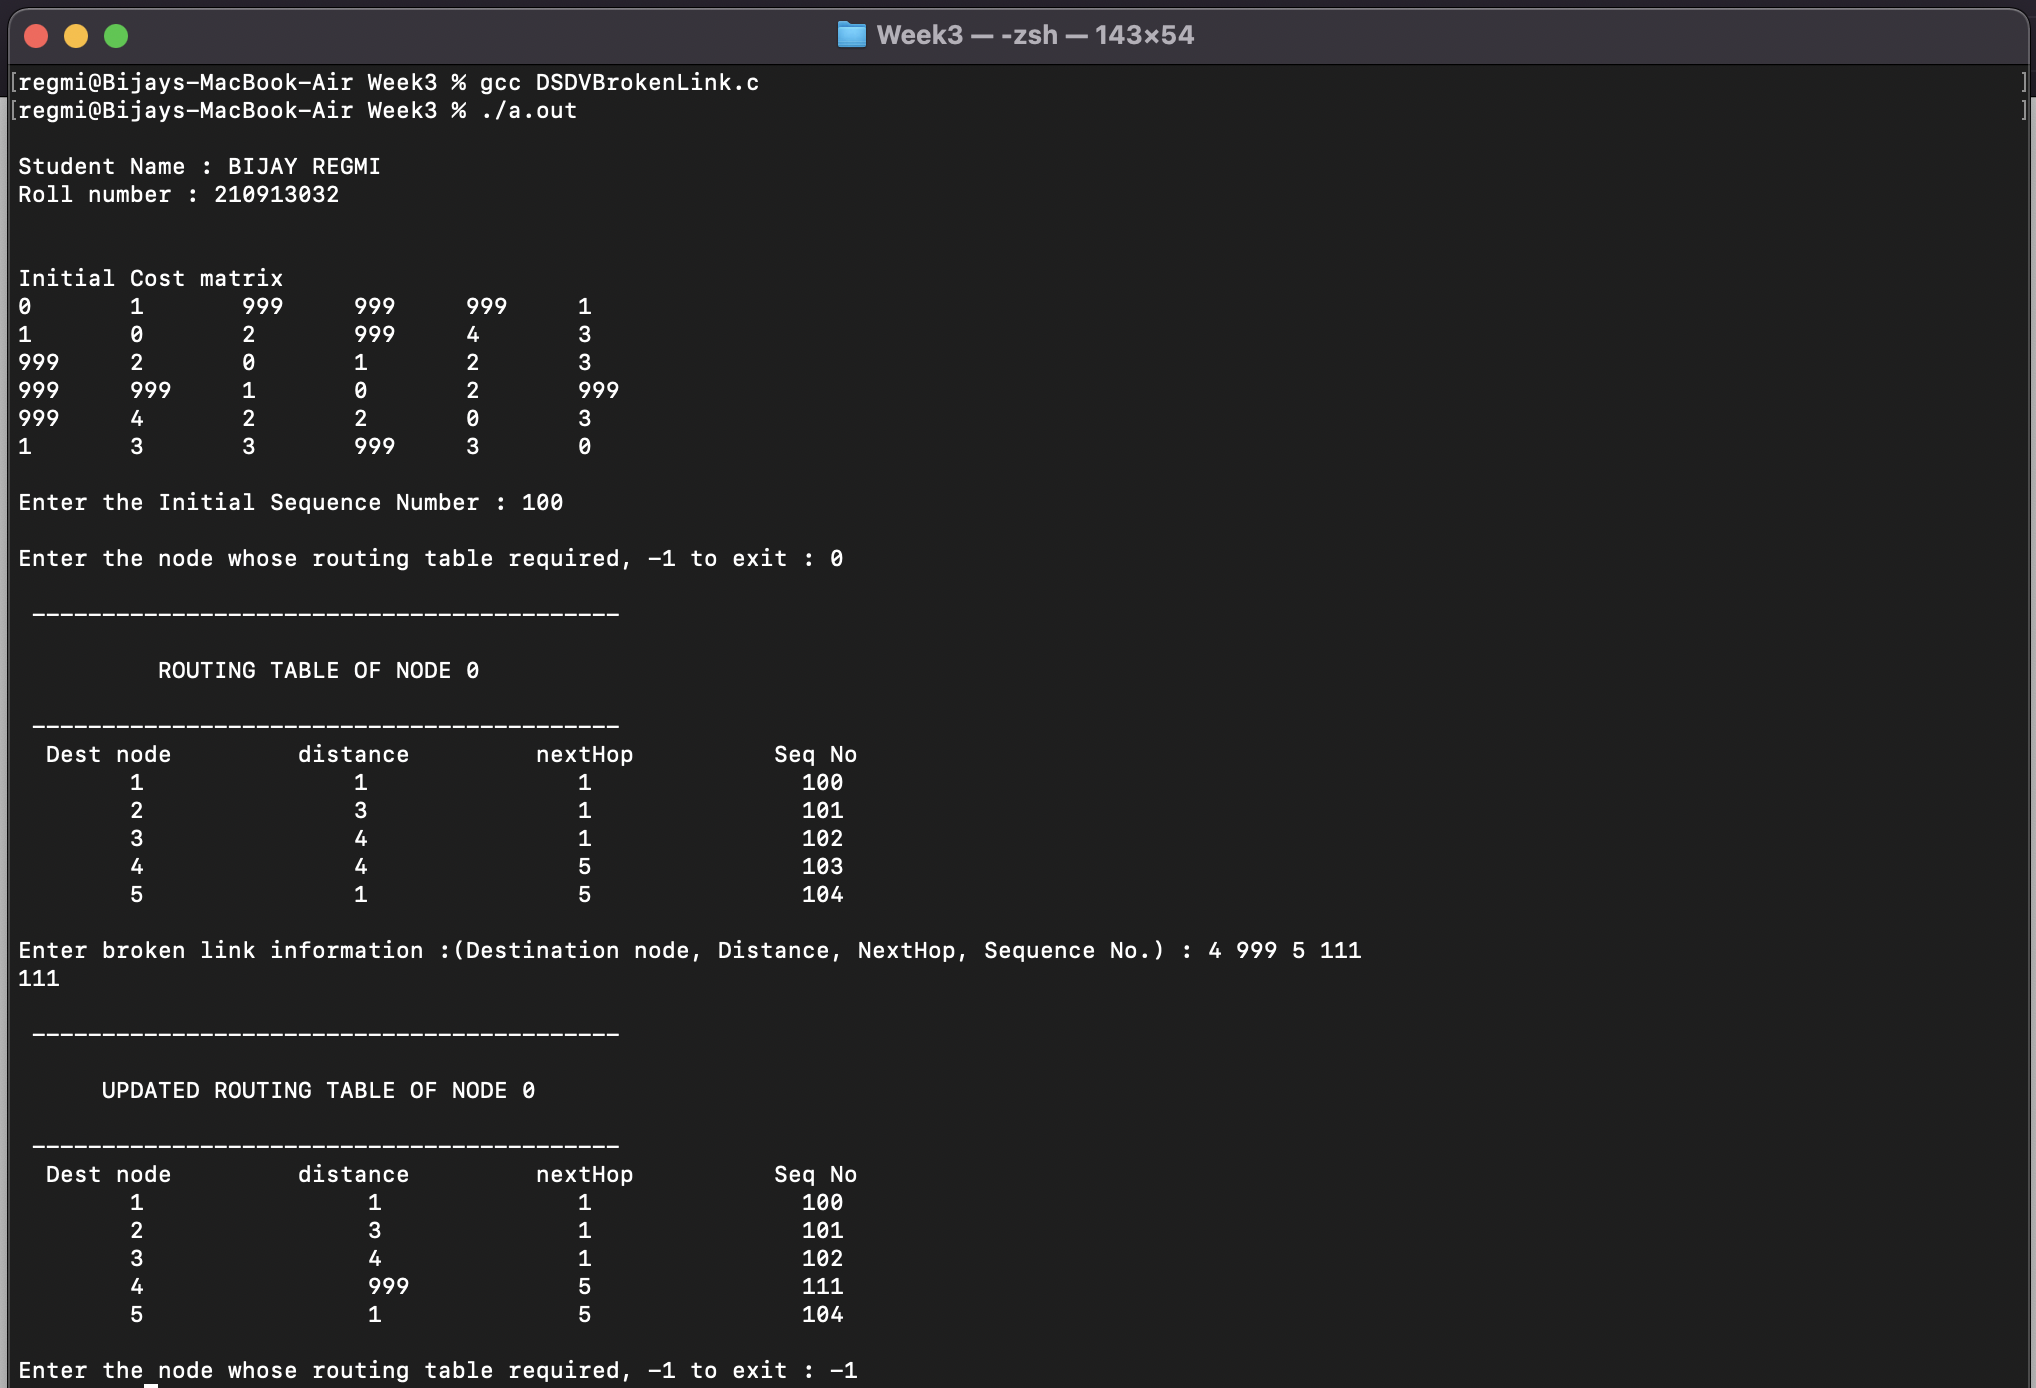 Week3 — -zsh — 143×54
[regmi@Bijays-MacBook-Air Week3 % gcc DSDVBrokenLink.c ]
[regmi@Bijays-MacBook-Air Week3 % ./a.out ]
Student Name : BIJAY REGMI
Roll number : 210913032
Initial Cost matrix
0 1 999 999 999 1
1 0 2 999 4 3
999 2 0 1 2 3
999 999 1 0 2 999
999 4 2 2 0 3
1 3 3 999 3 0
Enter the Initial Sequence Number : 100
Enter the node whose routing table required, -1 to exit : 0
------------------------------------------
ROUTING TABLE OF NODE 0
------------------------------------------
Dest node distance nextHop Seq No
1 1 1 100
2 3 1 101
3 4 1 102
4 4 5 103
5 1 5 104
Enter broken link information :(Destination node, Distance, NextHop, Sequence No.) : 4 999 5 111
111
------------------------------------------
UPDATED ROUTING TABLE OF NODE 0
------------------------------------------
Dest node distance nextHop Seq No
1 1 1 100
2 3 1 101
3 4 1 102
4 999 5 111
5 1 5 104
Enter the node whose routing table required, -1 to exit : -1